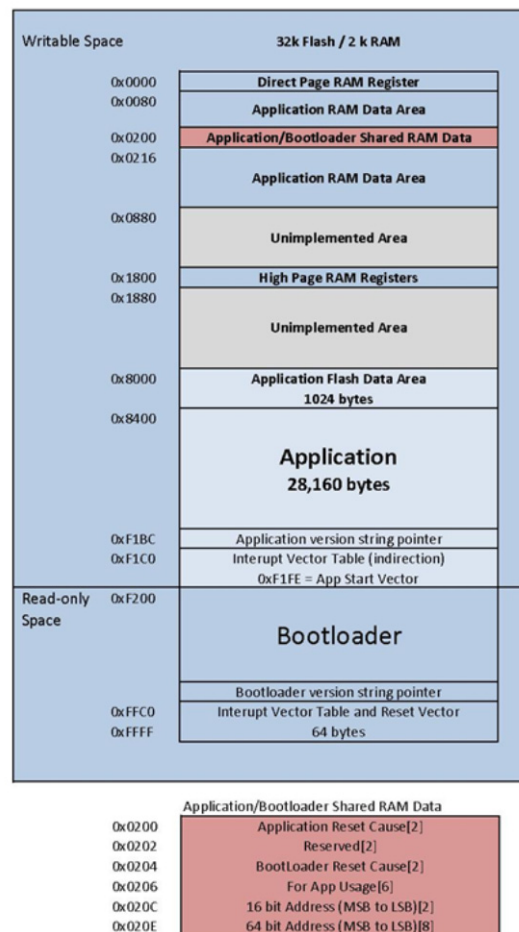 Writable Space 32k Flash / 2 k RAM
0x0000 Direct Page RAM Register
0x0080 Application RAM Data Area
0x0200 Application/Bootloader Shared RAM Data
0x0216 Application RAM Data Area
0x0880 Unimplemented Area
0x1800 High Page RAM Registers
0x1880 Unimplemented Area
0x8000 Application Flash Data Area
1024 bytes
0x8400
Application
28,160 bytes
0xF1BC Application version string pointer
0xF1C0 Interupt Vector Table (indirection)
0xF1FE = App Start Vector
Read-only Space 0xF200
Bootloader
Bootloader version string pointer
0xFFC0 Interupt Vector Table and Reset Vector
0xFFFF 64 bytes
Application/Bootloader Shared RAM Data
0x0200 Application Reset Cause[2]
0x0202 Reserved[2]
0x0204 BootLoader Reset Cause[2]
0x0206 For App Usage[6]
0x020C 16 bit Address (MSB to LSB)[2]
0x020E 64 bit Address (MSB to LSB)[8]